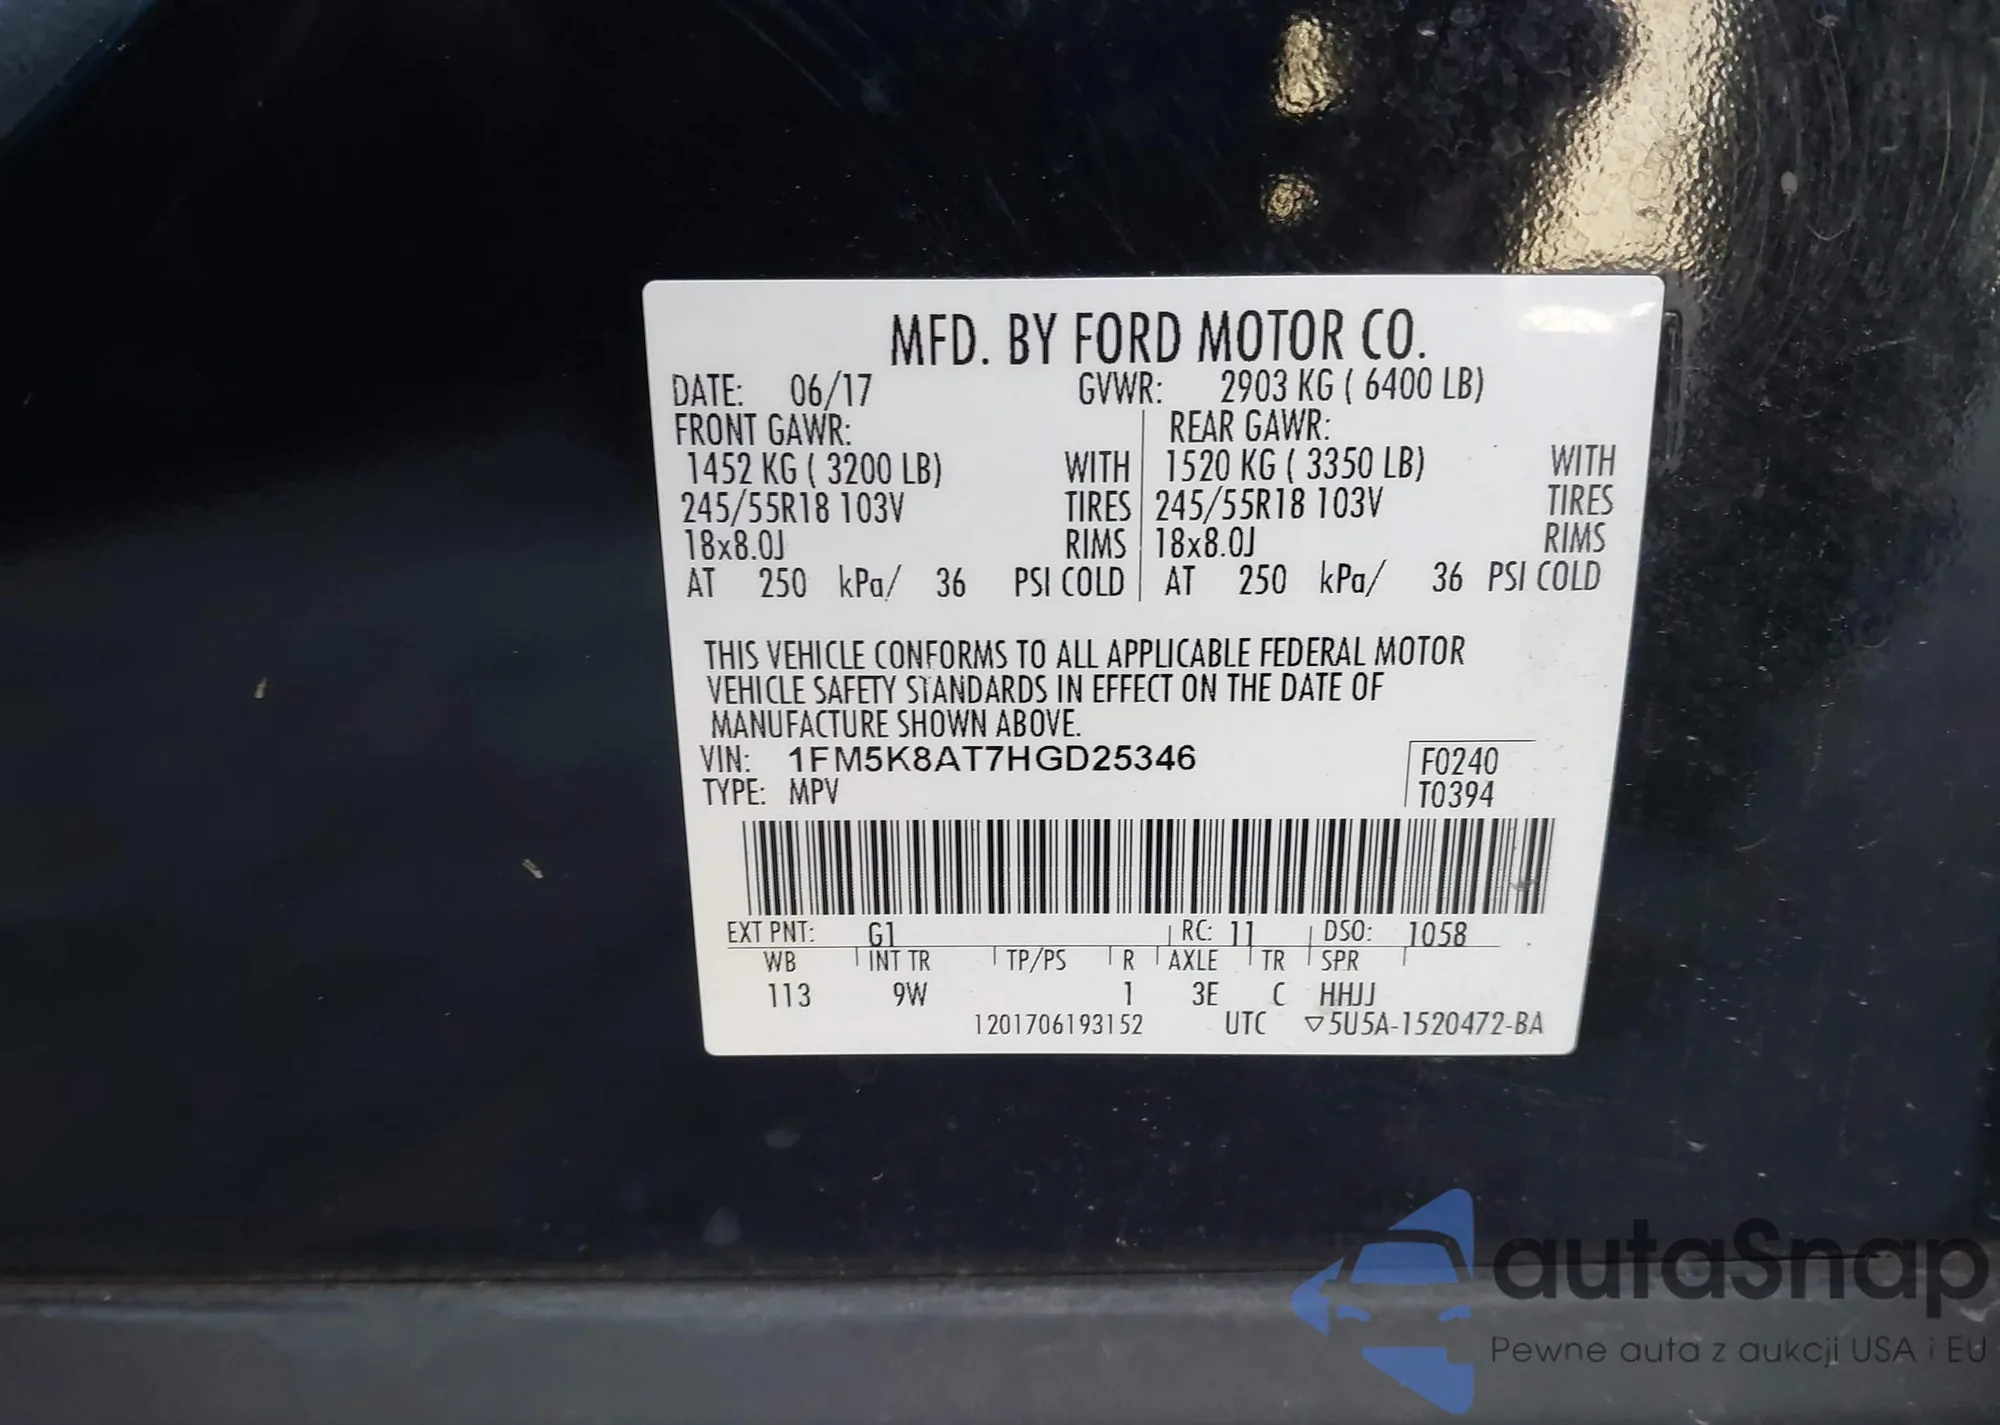 MFD. BY FORD MOTOR CO.
DATE: 06/17 GVWR: 2903 KG ( 6400 LB)
FRONT GAWR: REAR GAWR:
1452 KG ( 3200 LB) WITH 1520 KG ( 3350 LB) WITH
245/55R18 103V TIRES 245/55R18 103V TIRES
18x8.0J RIMS 18x8.0J RIMS
AT 250 kPa/ 36 PSI COLD AT 250 kPa/ 36 PSI COLD
THIS VEHICLE CONFORMS TO ALL APPLICABLE FEDERAL MOTOR
VEHICLE SAFETY STANDARDS IN EFFECT ON THE DATE OF
MANUFACTURE SHOWN ABOVE.
VIN: 1FM5K8AT7HGD25346 F0240
TYPE: MPV T0394
EXT PNT: G1 RC: 11 DSO: 1058
WB INT TR TP/PS R AXLE TR SPR
113 9W 1 3E C HHJJ
1201706193152 UTC ▽5U5A-1520472-BA
autaSnap
Pewne auta z aukcji USA i EU